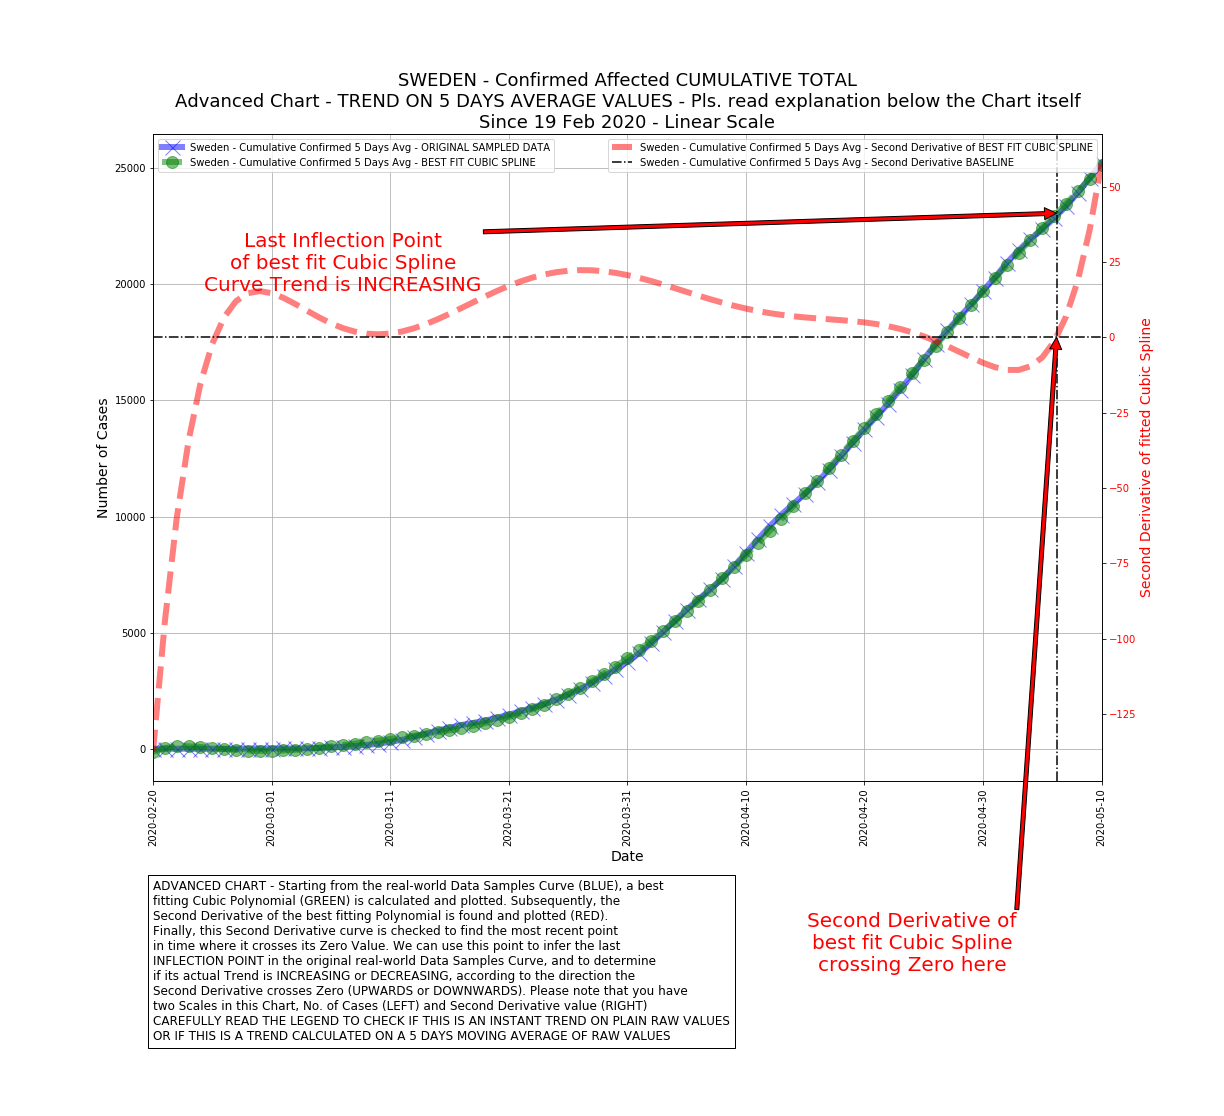 SWEDEN - Confirmed Affected CUMULATIVE TOTAL
Advanced Chart - TREND ON 5 DAYS AVERAGE VALUES - Pls. read explanation below the Chart itself
Since 19 Feb 2020 - Linear Scale
Sweden - Cumulative Confirmed 5 Days Avg - ORIGINAL SAMPLED DATA
Sweden - Cumulative Confirmed 5 Days Avg - BEST FIT CUBIC SPLINE
Sweden - Cumulative Confirmed 5 Days Avg - Second Derivative of BEST FIT CUBIC SPLINE
Sweden - Cumulative Confirmed 5 Days Avg - Second Derivative BASELINE
Last Inflection Point
of best fit Cubic Spline
Curve Trend is INCREASING
Number of Cases
25000
20000
15000
10000
5000
0
50
25
0
−25
−50
−75
−100
−125
Second Derivative of fitted Cubic Spline
2020-02-20
2020-03-01
2020-03-11
2020-03-21
2020-03-31
2020-04-10
2020-04-20
2020-04-30
2020-05-10
Date
Second Derivative of
best fit Cubic Spline
crossing Zero here
ADVANCED CHART - Starting from the real-world Data Samples Curve (BLUE), a best
fitting Cubic Polynomial (GREEN) is calculated and plotted. Subsequently, the
Second Derivative of the best fitting Polynomial is found and plotted (RED).
Finally, this Second Derivative curve is checked to find the most recent point
in time where it crosses its Zero Value. We can use this point to infer the last
INFLECTION POINT in the original real-world Data Samples Curve, and to determine
if its actual Trend is INCREASING or DECREASING, according to the direction the
Second Derivative crosses Zero (UPWARDS or DOWNWARDS). Please note that you have
two Scales in this Chart, No. of Cases (LEFT) and Second Derivative value (RIGHT)
CAREFULLY READ THE LEGEND TO CHECK IF THIS IS AN INSTANT TREND ON PLAIN RAW VALUES
OR IF THIS IS A TREND CALCULATED ON A 5 DAYS MOVING AVERAGE OF RAW VALUES